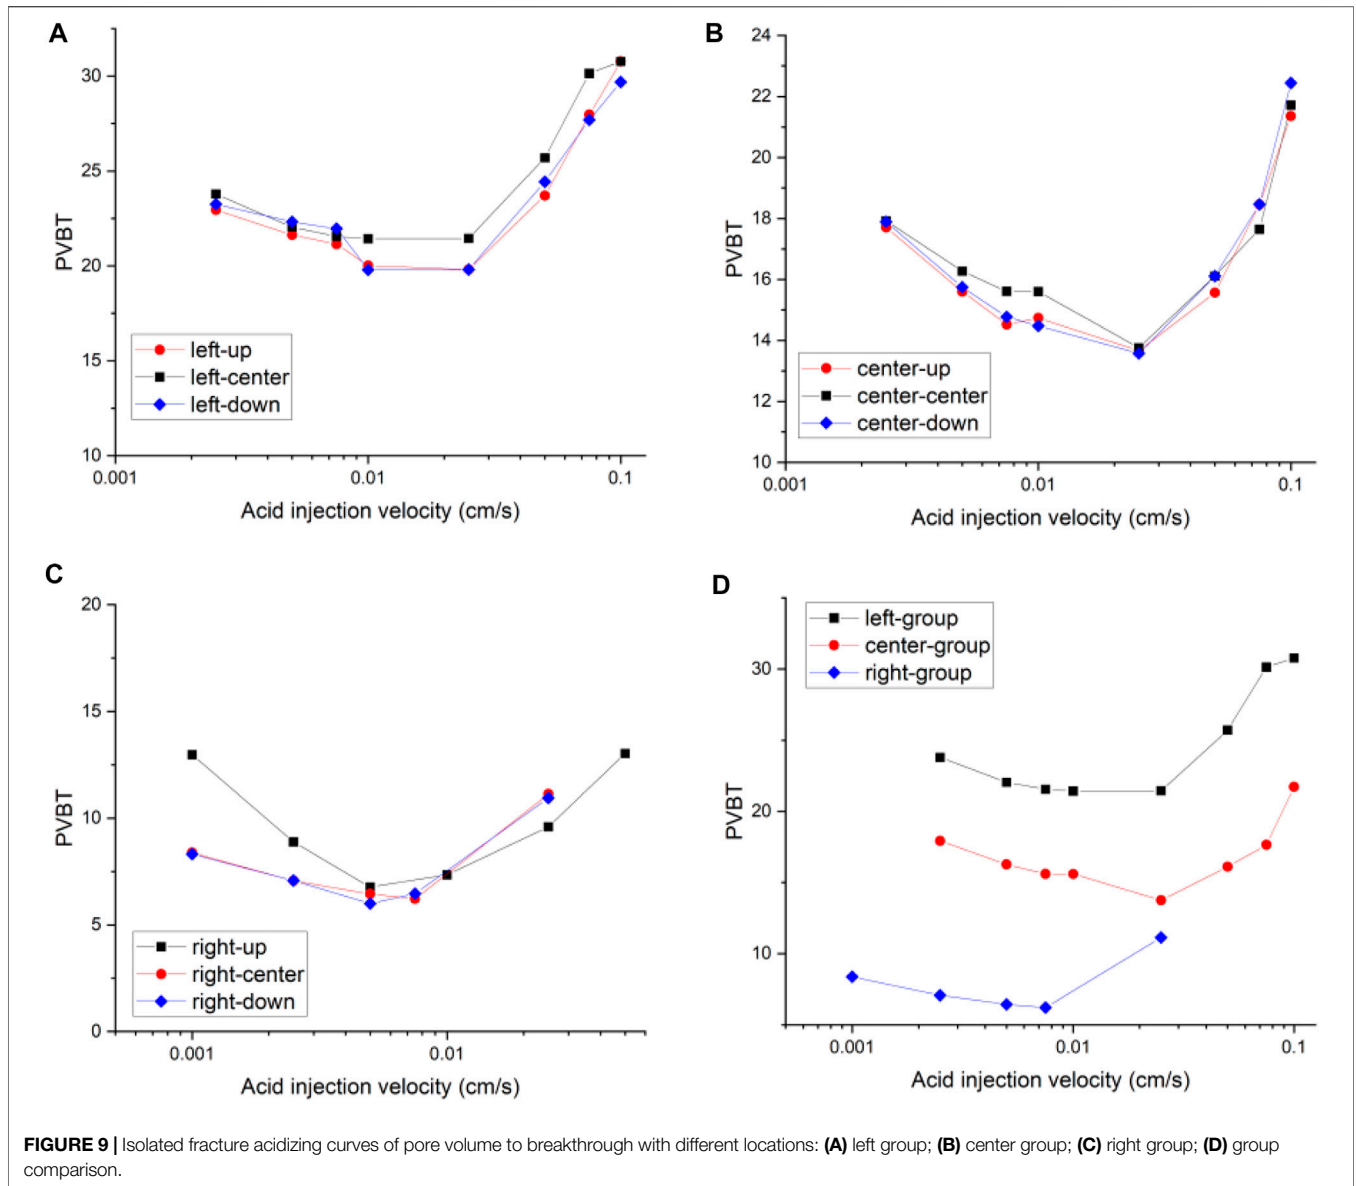 A
30
25
20
15
10
PVBT
left-up
left-center
left-down
0.001
0.01
0.1
Acid injection velocity (cm/s)
B
24
22
20
18
16
14
12
10
PVBT
center-up
center-center
center-down
0.001
0.01
0.1
Acid injection velocity (cm/s)
C
20
15
10
5
0
PVBT
right-up
right-center
right-down
0.001
0.01
Acid injection velocity (cm/s)
D
30
20
10
PVBT
left-group
center-group
right-group
0.001
0.01
0.1
Acid injection velocity (cm/s)
FIGURE 9 | Isolated fracture acidizing curves of pore volume to breakthrough with different locations: (A) left group; (B) center group; (C) right group; (D) group
comparison.